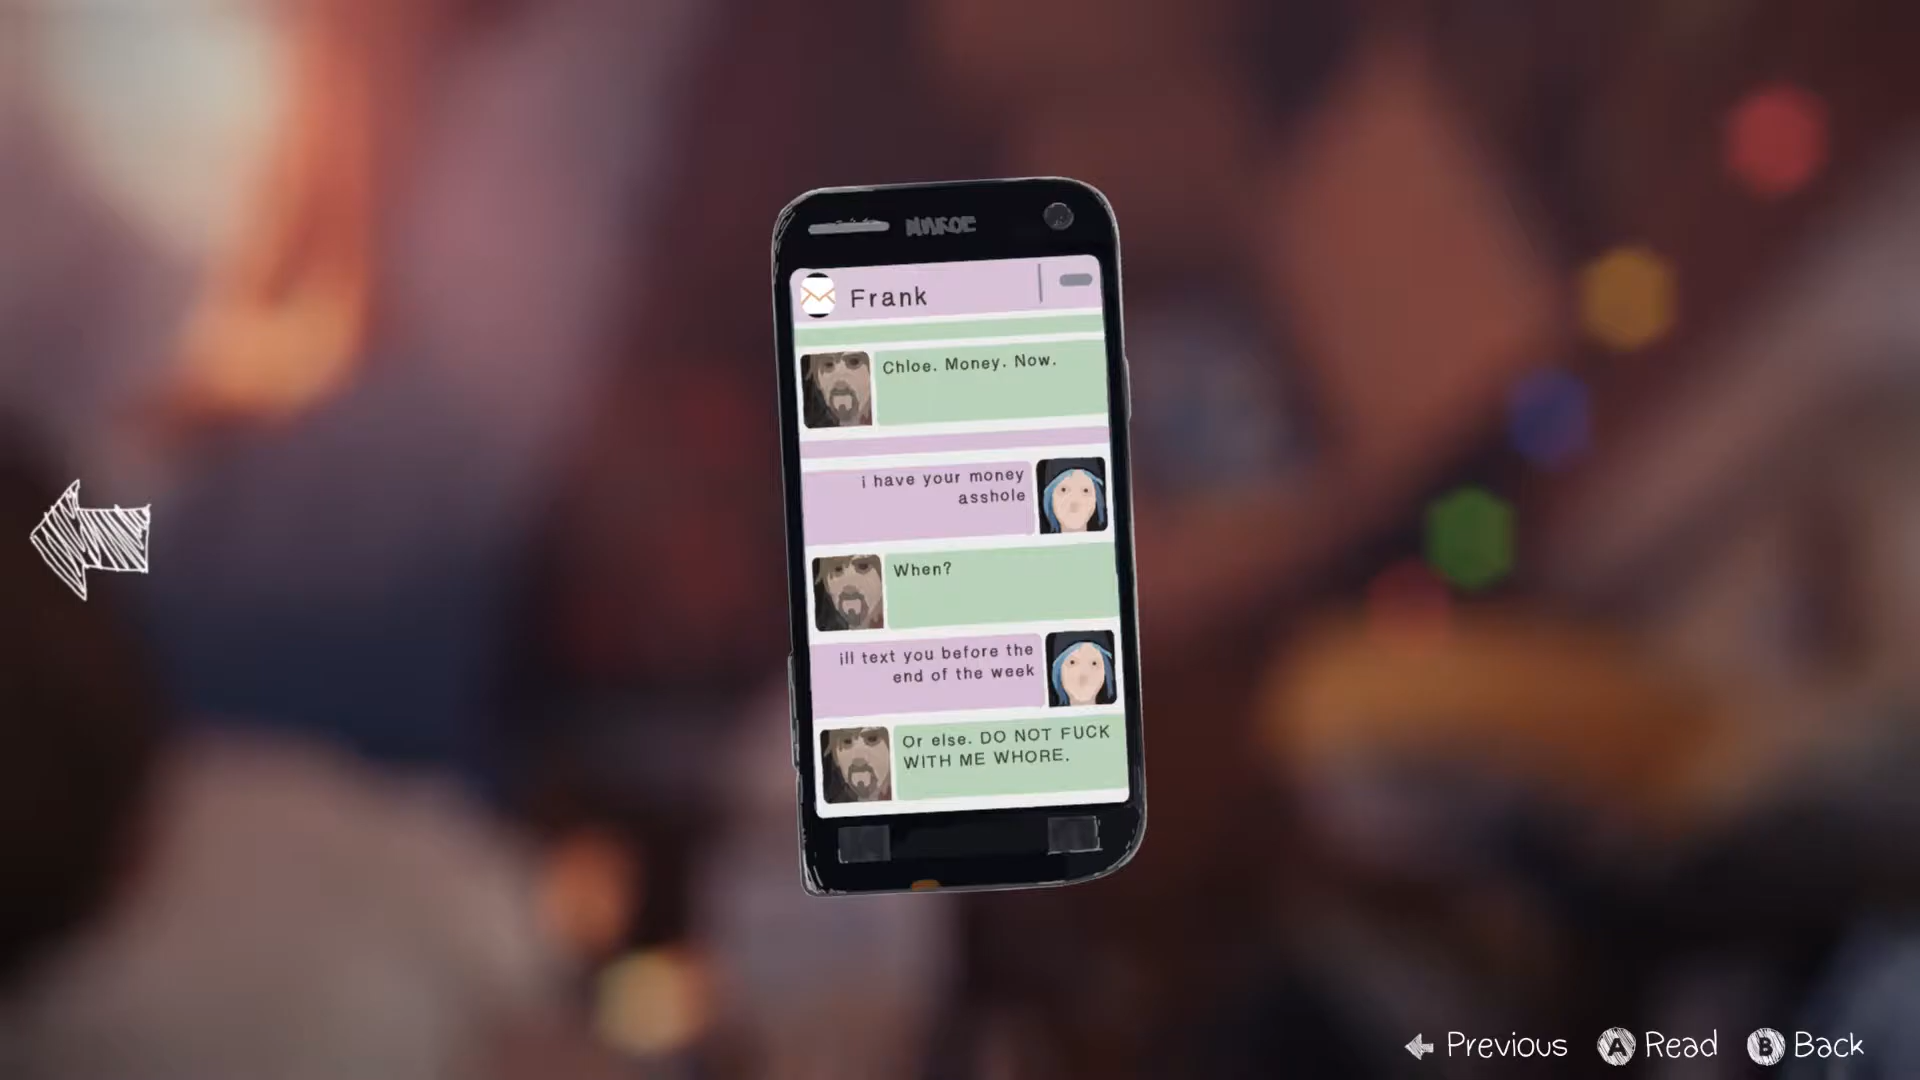 Frank
Chloe. Money. Now.
i have your money
asshole
When?
ill text you before the
end of the week
Or else. DO NOT FUCK
WITH ME WHORE.
Previous
A Read
B Back